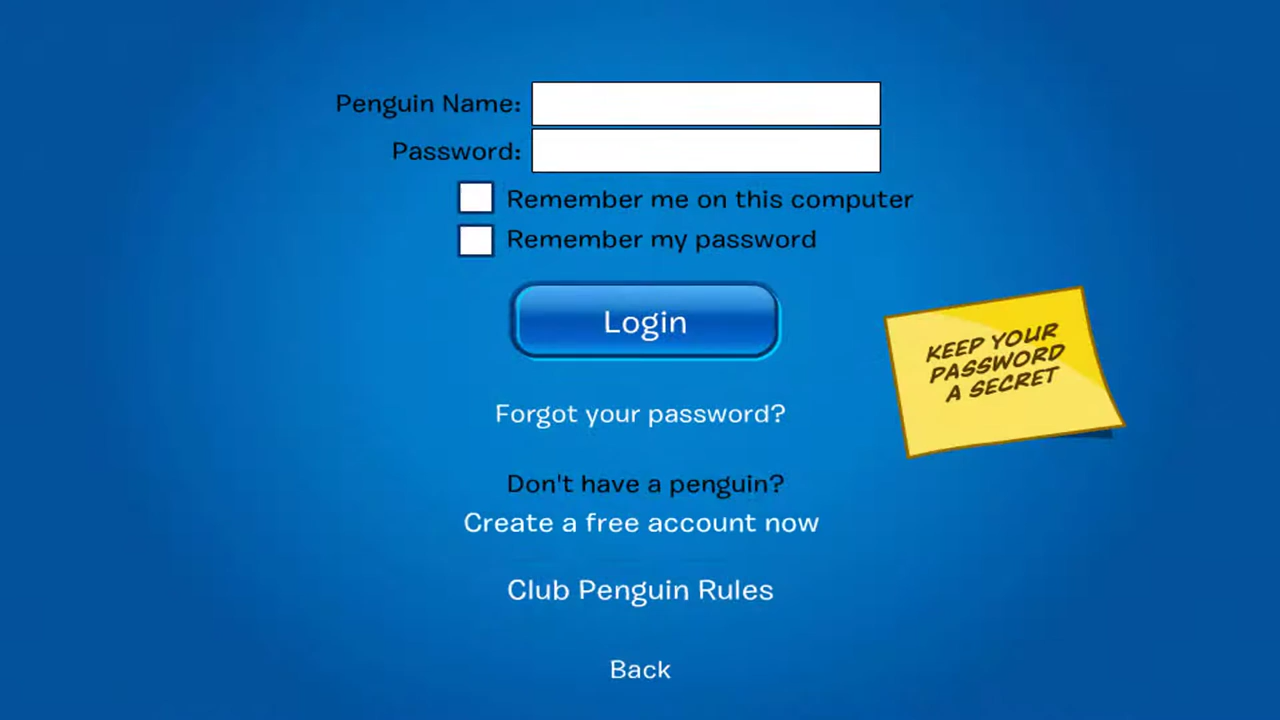 Penguin Name:
Password:
Remember me on this computer
Remember my password
Login
KEEP YOUR
PASSWORD
A SECRET
Forgot your password?
Don't have a penguin?
Create a free account now
Club Penguin Rules
Back